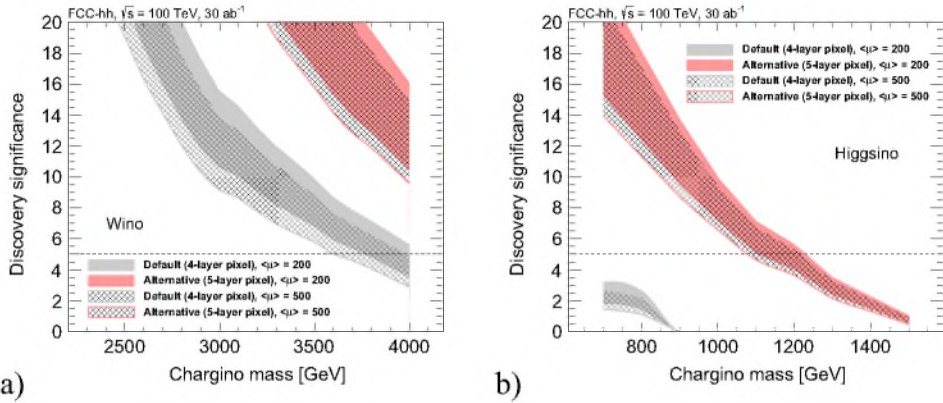 FCC-hh, √s = 100 TeV, 30 ab⁻¹
Discovery significance
20
18
16
14
12
10
8
6
4
2
0
Wino
Default (4-layer pixel), <μ> = 200
Alternative (5-layer pixel), <μ> = 200
Default (4-layer pixel), <μ> = 500
Alternative (5-layer pixel), <μ> = 500
2500 3000 3500 4000
Chargino mass [GeV]
a)
FCC-hh, √s = 100 TeV, 30 ab⁻¹
Discovery significance
20
18
16
14
12
10
8
6
4
2
0
Default (4-layer pixel), <μ> = 200
Alternative (5-layer pixel), <μ> = 200
Default (4-layer pixel), <μ> = 500
Alternative (5-layer pixel), <μ> = 500
Higgsino
800 1000 1200 1400
Chargino mass [GeV]
b)